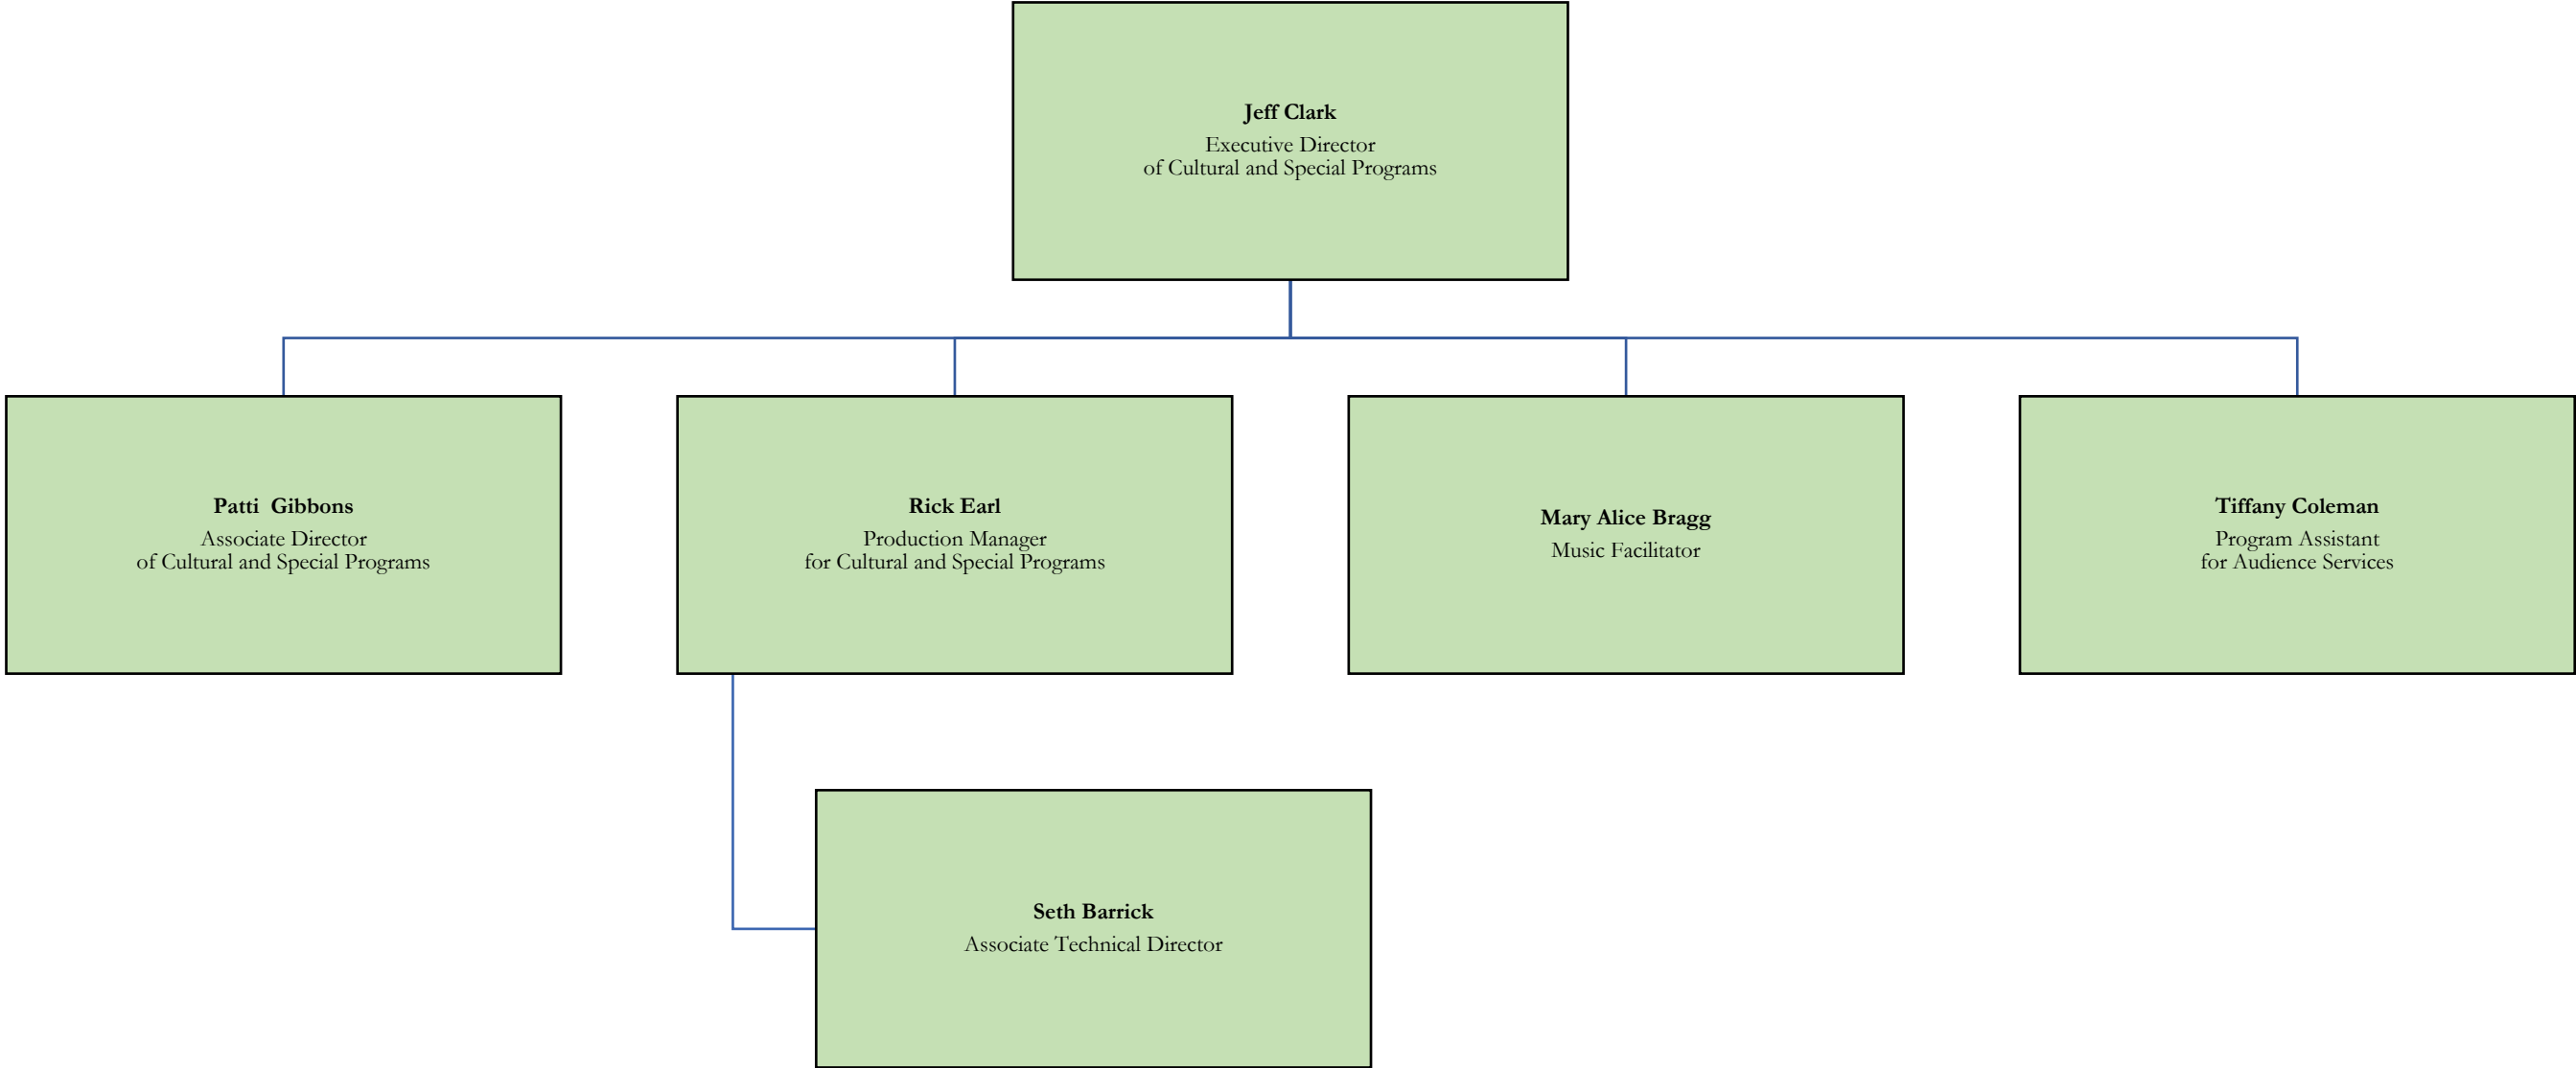 Jeff Clark
Executive Director
of Cultural and Special Programs
Patti  Gibbons
Associate Director
of Cultural and Special Programs
Rick Earl
Production Manager
for Cultural and Special Programs
Mary Alice Bragg
Music Facilitator
Tiffany Coleman
Program Assistant
for Audience Services
Seth Barrick
Associate Technical Director